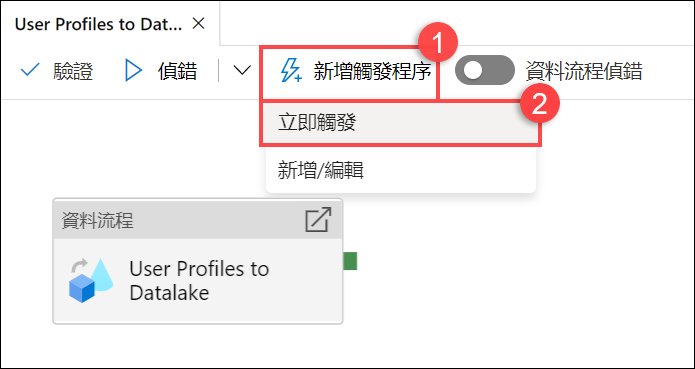 User Profiles to Dat...
驗證
偵錯
新增觸發程序
1
資料流程偵錯
立即觸發
2
新增/編輯
資料流程
User Profiles to
Datalake